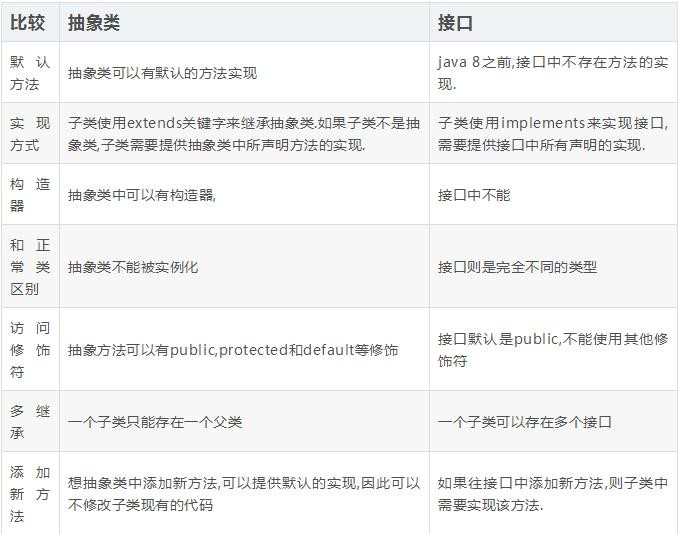 比较 抽象类 接口
默认 java 8之前,接口中不存在方法的实
方法 抽象类可以有默认的方法实现 现.
实现 子类使用extends关键字来继承抽象类.如果子类不是抽 子类使用implements来实现接口,
方式 象类,子类需要提供抽象类中所声明方法的实现. 需要提供接口中所有声明的实现.
构造
器 抽象类中可以有构造器, 接口中不能
和正
常类 抽象类不能被实例化 接口则是完全不同的类型
区别
访问 接口默认是public,不能使用其他修
修饰 抽象方法可以有public,protected和default等修饰 饰符
符
多继
承 一个子类只能存在一个父类 一个子类可以存在多个接口
添加 想抽象类中添加新方法,可以提供默认的实现,因此可以 如果往接口中添加新方法,则子类中
新方 不修改子类现有的代码 需要实现该方法.
法